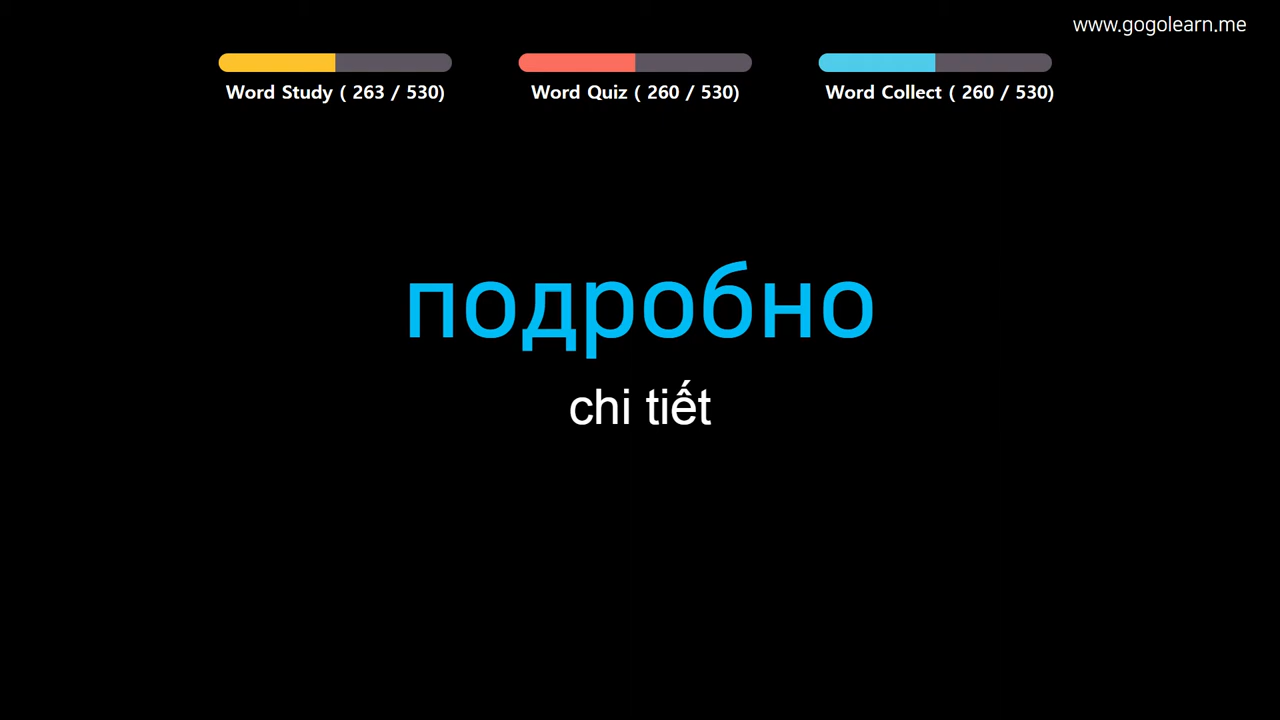 www.gogolearn.me
Word Study ( 263 / 530)
Word Quiz ( 260 / 530)
Word Collect ( 260 / 530)
подробно
chi tiết